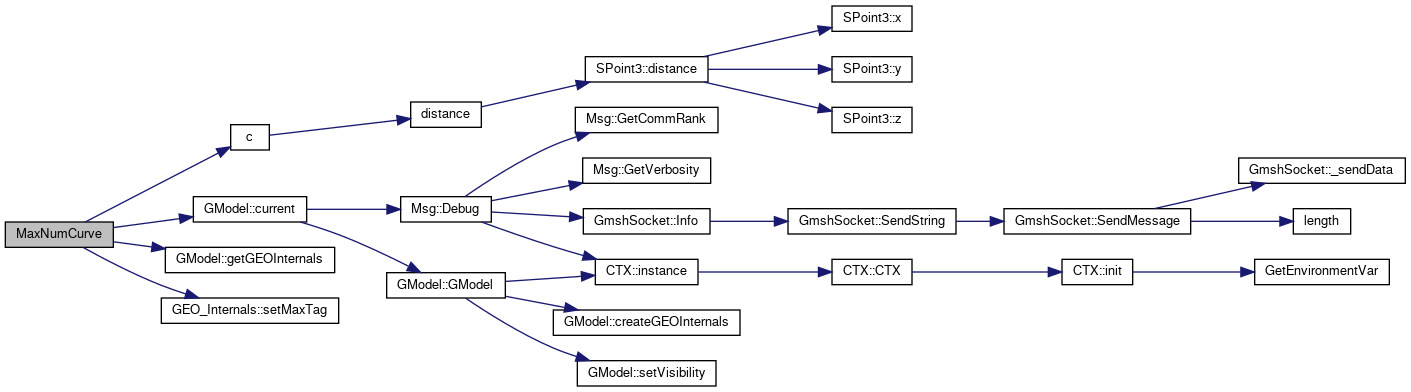 MaxNumCurve
c
distance
SPoint3::distance
SPoint3::x
SPoint3::y
SPoint3::z
GModel::current
Msg::Debug
Msg::GetCommRank
Msg::GetVerbosity
GmshSocket::Info
GmshSocket::SendString
GmshSocket::SendMessage
GmshSocket::_sendData
length
CTX::instance
CTX::CTX
CTX::init
GetEnvironmentVar
GModel::GModel
GModel::createGEOInternals
GModel::setVisibility
GModel::getGEOInternals
GEO_Internals::setMaxTag